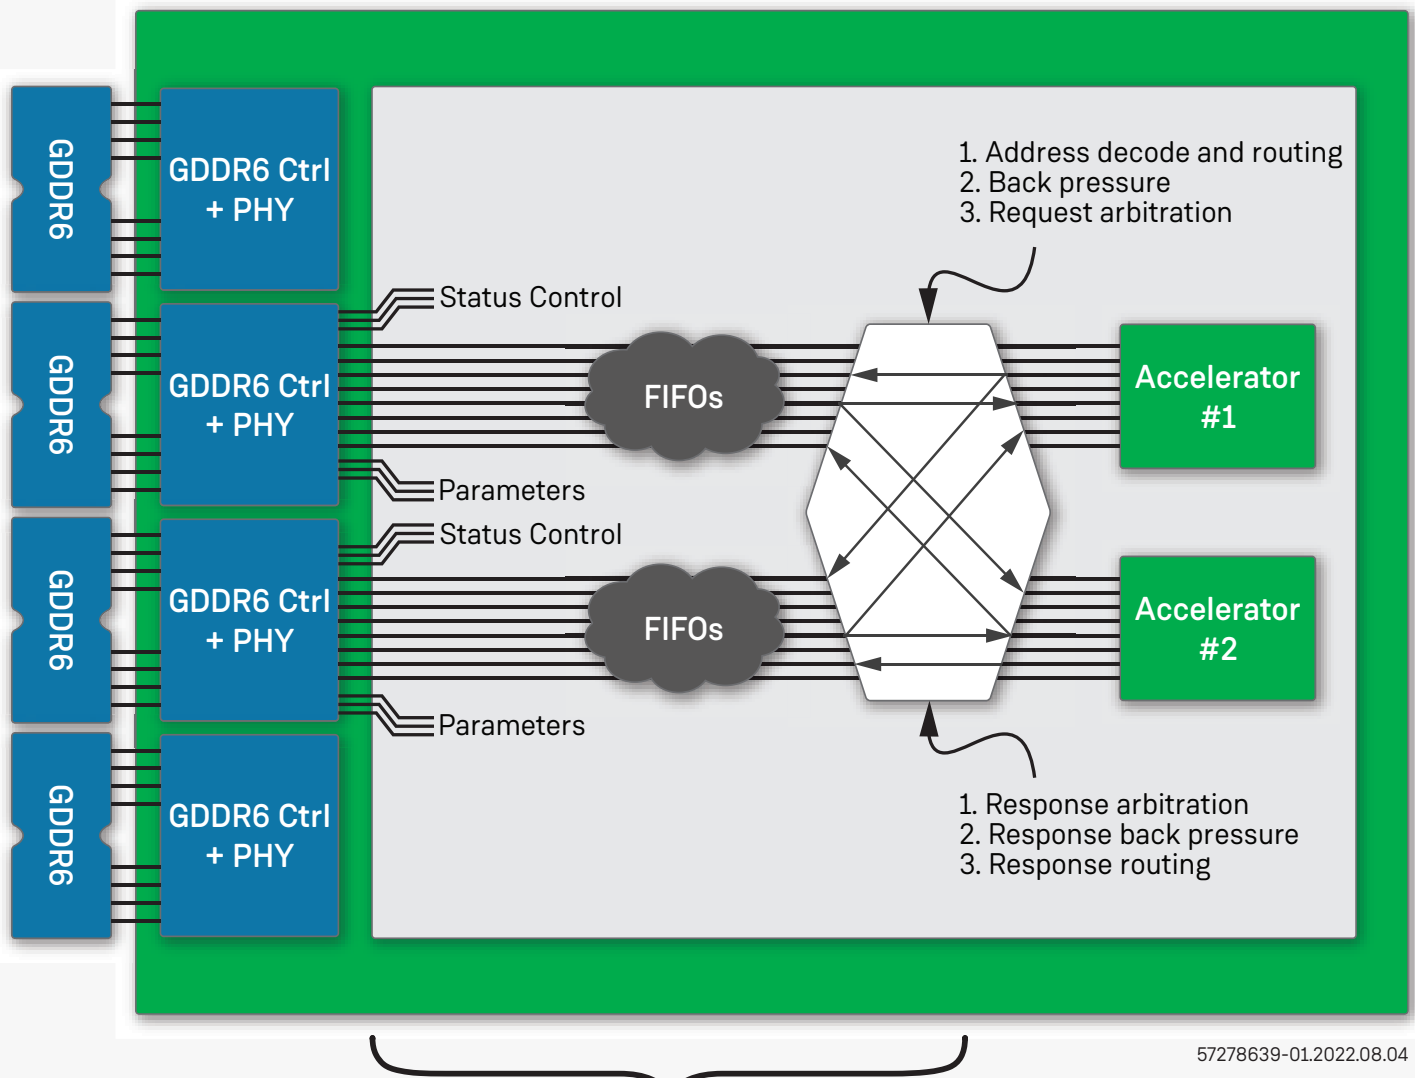 GDDR6
GDDR6 Ctrl
+ PHY
1. Address decode and routing
2. Back pressure
3. Request arbitration
Status Control
GDDR6
GDDR6 Ctrl
+ PHY
FIFOs
Accelerator
#1
Parameters
Status Control
GDDR6
GDDR6 Ctrl
+ PHY
FIFOs
Accelerator
#2
Parameters
GDDR6
GDDR6 Ctrl
+ PHY
1. Response arbitration
2. Response back pressure
3. Response routing
57278639-01.2022.08.04